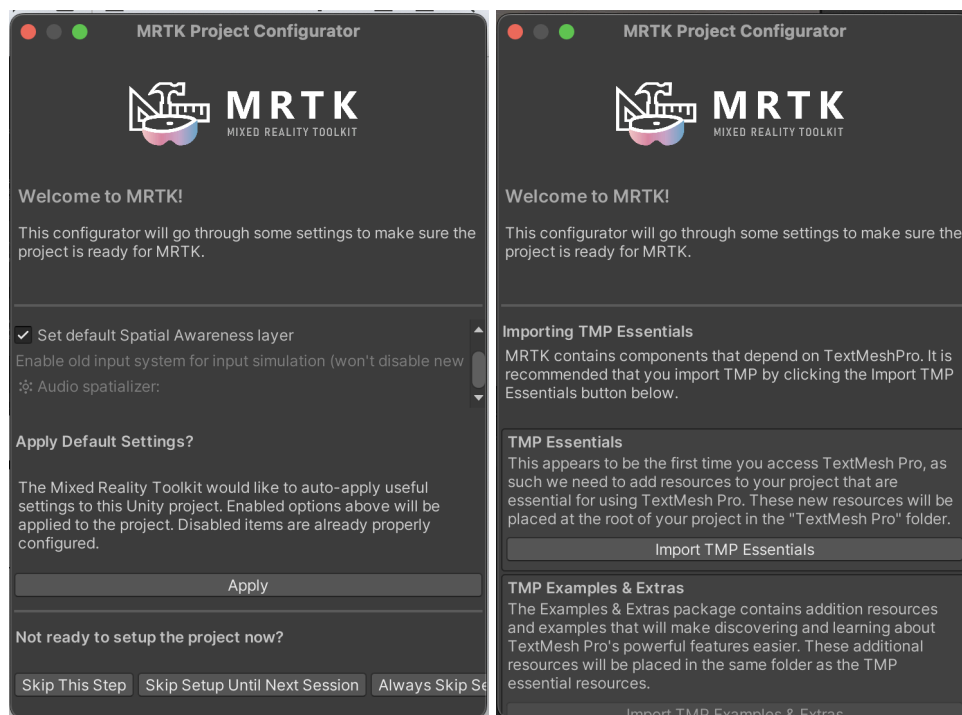 MRTK Project Configurator
MRTK
MIXED REALITY TOOLKIT
Welcome to MRTK!
This configurator will go through some settings to make sure the
project is ready for MRTK.
Set default Spatial Awareness layer
Enable old input system for input simulation (won't disable new
Audio spatializer:
Apply Default Settings?
The Mixed Reality Toolkit would like to auto-apply useful
settings to this Unity project. Enabled options above will be
applied to the project. Disabled items are already properly
configured.
Apply
Not ready to setup the project now?
Skip This Step
Skip Setup Until Next Session
Always Skip Se
MRTK Project Configurator
MRTK
MIXED REALITY TOOLKIT
Welcome to MRTK!
This configurator will go through some settings to make sure the
project is ready for MRTK.
Importing TMP Essentials
MRTK contains components that depend on TextMeshPro. It is
recommended that you import TMP by clicking the Import TMP
Essentials button below.
TMP Essentials
This appears to be the first time you access TextMesh Pro, as
such we need to add resources to your project that are
essential for using TextMesh Pro. These new resources will be
placed at the root of your project in the "TextMesh Pro" folder.
Import TMP Essentials
TMP Examples & Extras
The Examples & Extras package contains addition resources
and examples that will make discovering and learning about
TextMesh Pro's powerful features easier. These additional
resources will be placed in the same folder as the TMP
essential resources.
Import TMP Examples & Extras